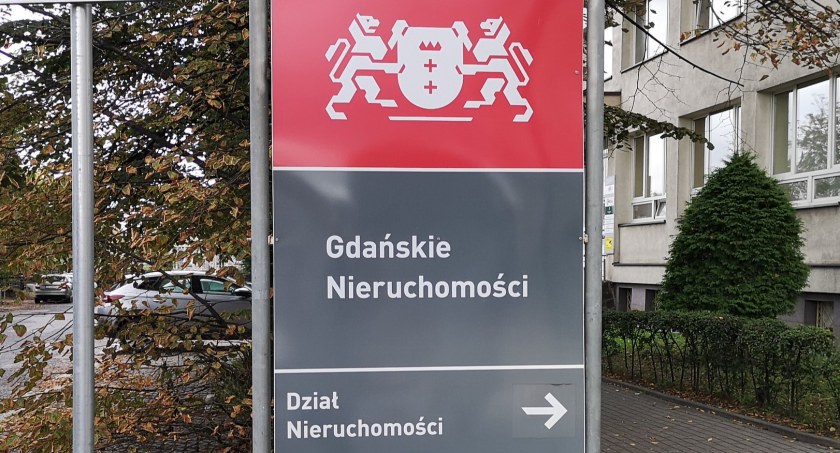 Gdańskie
Nieruchomości
Dział
Nieruchomości